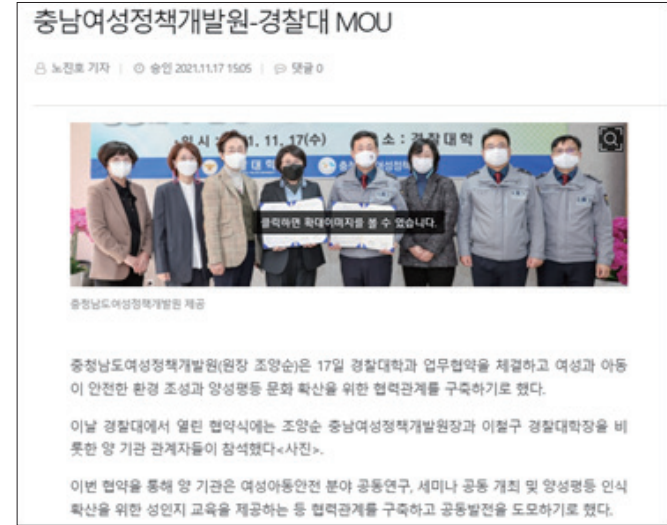 충남여성정책개발원-경찰대 MOU
노진호 기자 | 승인 2021.11.17 15:05 | 댓글 0
일 시 : 11. 17(수) 소 : 경찰대학
대 학
여성정책
클릭하면 확대이미지를 볼 수 있습니다.
충청남도여성정책개발원 제공
충청남도여성정책개발원(원장 조양순)은 17일 경찰대학과 업무협약을 체결하고 여성과 아동
이 안전한 환경 조성과 양성평등 문화 확산을 위한 협력관계를 구축하기로 했다.
이날 경찰대에서 열린 협약식에는 조양순 충남여성정책개발원장과 이철구 경찰대학장을 비
롯한 양 기관 관계자들이 참석했다<사진>.
이번 협약을 통해 양 기관은 여성아동안전 분야 공동연구, 세미나 공동 개최 및 양성평등 인식
확산을 위한 성인지 교육을 제공하는 등 협력관계를 구축하고 공동발전을 도모하기로 했다.